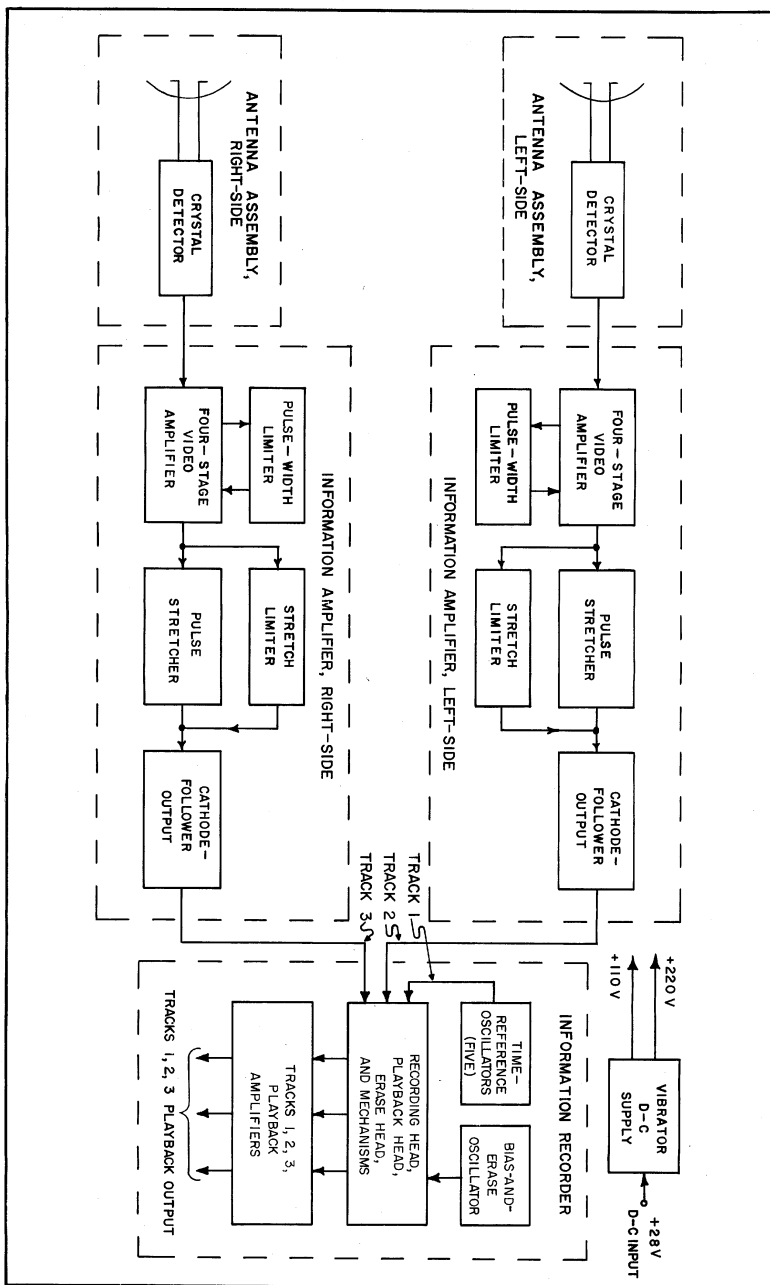 ANTENNA ASSEMBLY,
LEFT-SIDE
CRYSTAL
DETECTOR
FOUR-STAGE
VIDEO
AMPLIFIER
PULSE-WIDTH
LIMITER
PULSE
STRETCHER
STRETCH
LIMITER
CATHODE-
FOLLOWER
OUTPUT
INFORMATION AMPLIFIER, LEFT-SIDE
ANTENNA ASSEMBLY,
RIGHT-SIDE
CRYSTAL
DETECTOR
INFORMATION AMPLIFIER, RIGHT-SIDE
PULSE-WIDTH
LIMITER
FOUR-STAGE
VIDEO
AMPLIFIER
STRETCH
LIMITER
PULSE
STRETCHER
CATHODE-
FOLLOWER
OUTPUT
TRACK 1
TRACK 2
TRACK 3
+220 V
+110 V
VIBRATOR
D-C
SUPPLY
+28V
D-C INPUT
INFORMATION RECORDER
TIME-
REFERENCE
OSCILLATORS
(FIVE)
BIAS-AND-
ERASE
OSCILLATOR
RECORDING HEAD,
PLAYBACK HEAD,
ERASE HEAD,
AND MECHANISMS
TRACKS 1, 2, 3,
PLAYBACK
AMPLIFIERS
TRACKS 1, 2, 3 PLAYBACK OUTPUT